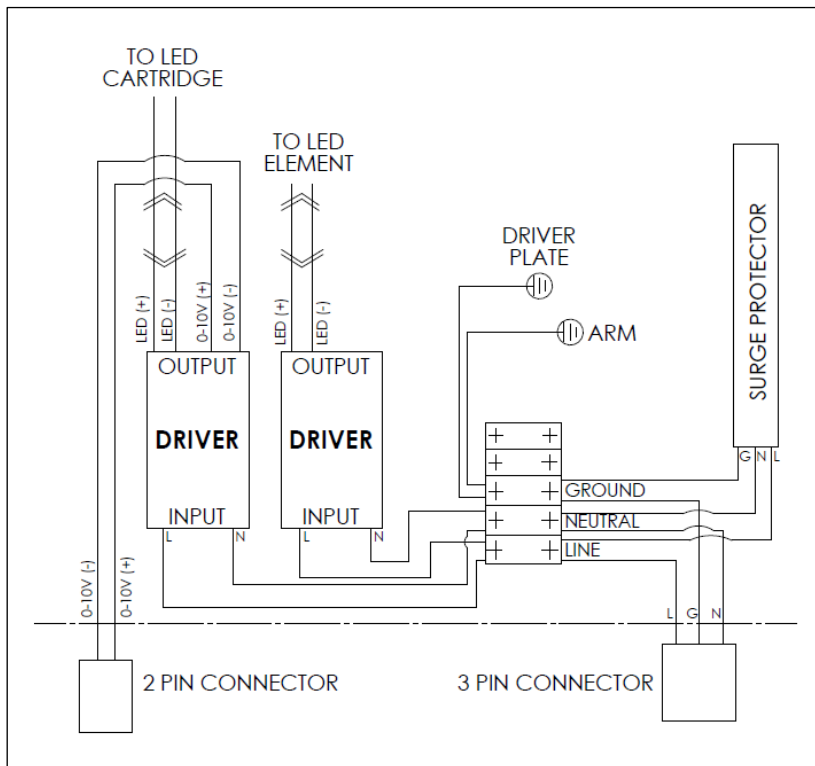 TO LED
CARTRIDGE
TO LED
ELEMENT
DRIVER
PLATE
ARM
SURGE PROTECTOR
LED (+)
LED (-)
0-10V (+)
0-10V (-)
LED (+)
LED (-)
OUTPUT
DRIVER
INPUT
L N
OUTPUT
DRIVER
INPUT
L N
G N L
GROUND
NEUTRAL
LINE
0-10V (-)
0-10V (+)
L G N
2 PIN CONNECTOR
3 PIN CONNECTOR